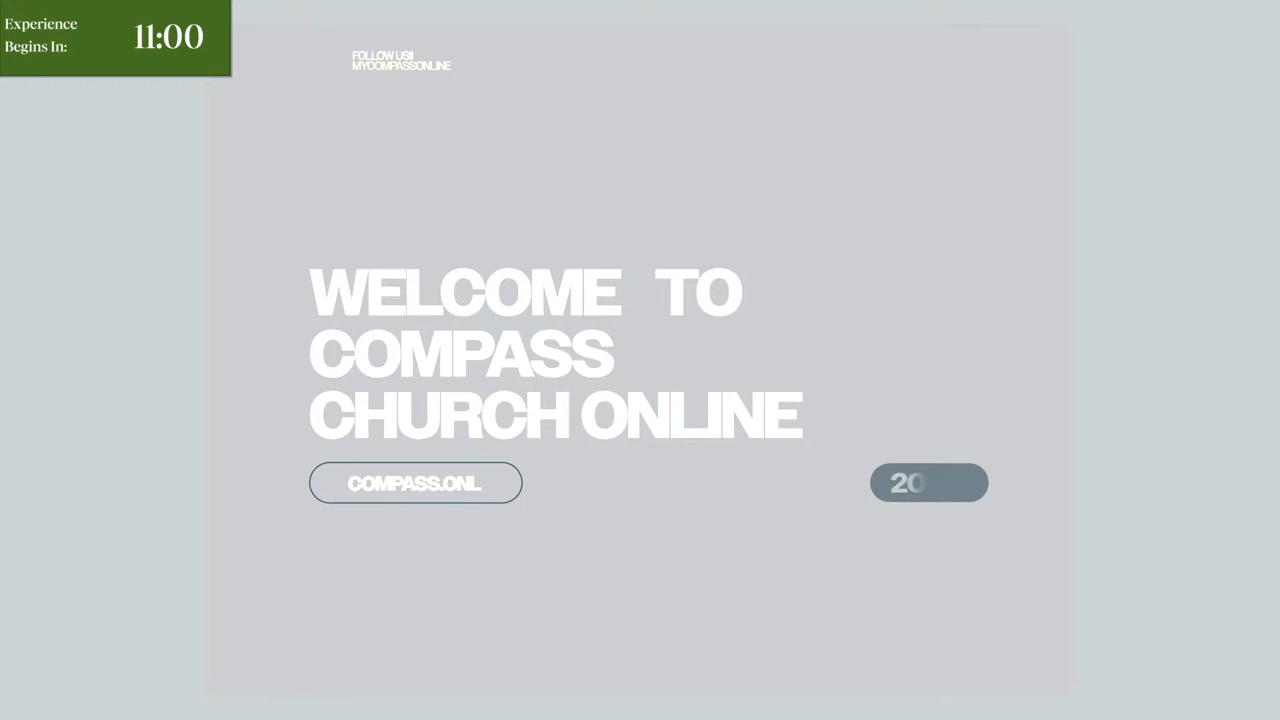 Experience
Begins In:
11:00
FOLLOW US!!
MYCOMPASSONLINE
WELCOME TO
COMPASS
CHURCH ONLINE
COMPASS.ONL
20